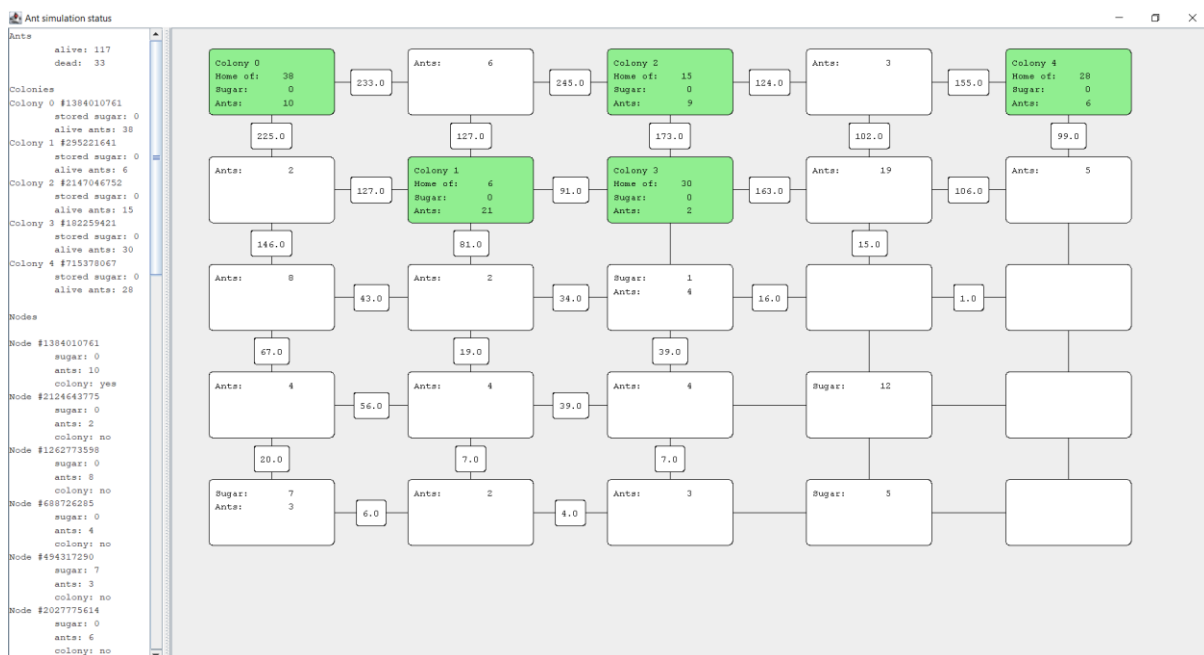 Ant simulation status
Ants
alive: 117
dead: 33
Colonies
Colony 0 #1384010761
stored sugar: 0
alive ants: 38
Colony 1 #295221641
stored sugar: 0
alive ants: 6
Colony 2 #2147046752
stored sugar: 0
alive ants: 15
Colony 3 #182259421
stored sugar: 0
alive ants: 30
Colony 4 #715378067
stored sugar: 0
alive ants: 28
Nodes
Node #1384010761
sugar: 0
ants: 10
colony: yes
Node #2124643775
sugar: 0
ants: 2
colony: no
Node #1262773598
sugar: 0
ants: 8
colony: no
Node #688726285
sugar: 0
ants: 4
colony: no
Node #494317290
sugar: 7
ants: 3
colony: no
Node #2027775614
sugar: 0
ants: 6
colony: no
Colony 0
Home of: 38
Sugar: 0
Ants: 10
233.0
Ants: 6
245.0
Colony 2
Home of: 15
Sugar: 0
Ants: 9
124.0
Ants: 3
155.0
Colony 4
Home of: 28
Sugar: 0
Ants: 6
225.0
127.0
173.0
102.0
99.0
Ants: 2
127.0
Colony 1
Home of: 6
Sugar: 0
Ants: 21
91.0
Colony 3
Home of: 30
Sugar: 0
Ants: 2
163.0
Ants: 19
106.0
Ants: 5
146.0
81.0
15.0
Ants: 8
43.0
Ants: 2
34.0
Sugar: 1
Ants: 4
16.0
1.0
67.0
19.0
39.0
Ants: 4
56.0
Ants: 4
39.0
Ants: 4
Sugar: 12
20.0
7.0
7.0
Sugar: 7
Ants: 3
6.0
Ants: 2
4.0
Ants: 3
Sugar: 5